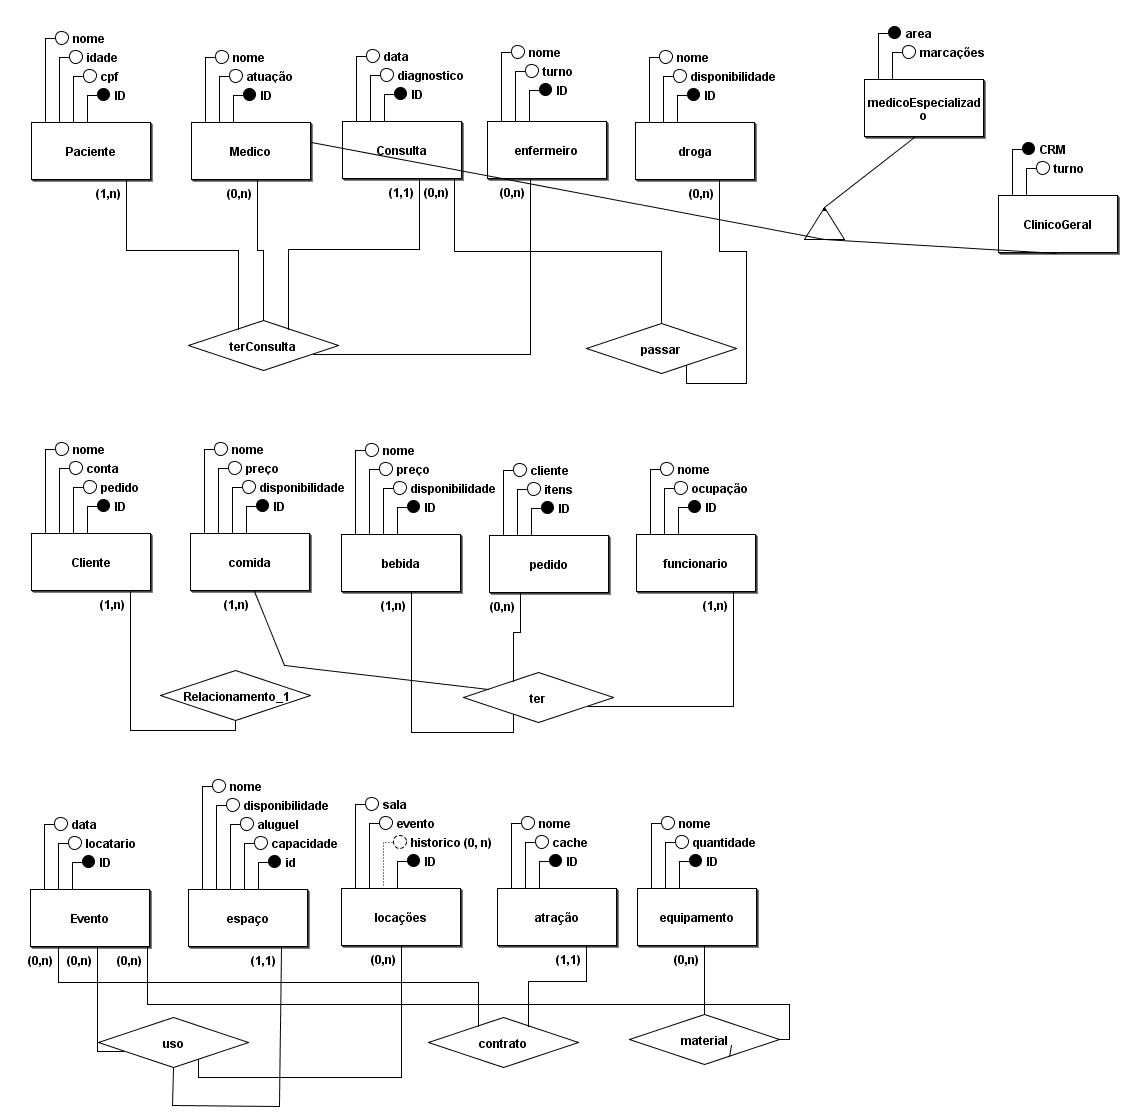 nome
idade
cpf
ID
Paciente
(1,n)
nome
atuação
ID
Medico
(0,n)
data
diagnostico
ID
Consulta
(1,1)
(0,n)
nome
turno
ID
enfermeiro
(0,n)
nome
disponibilidade
ID
droga
(0,n)
area
marcações
medicoEspecializad
o
CRM
turno
ClinicoGeral
terConsulta
passar
nome
conta
pedido
ID
Cliente
(1,n)
nome
preço
disponibilidade
ID
comida
(1,n)
nome
preço
disponibilidade
ID
bebida
(1,n)
cliente
itens
ID
pedido
(0,n)
nome
ocupação
ID
funcionario
(1,n)
Relacionamento_1
ter
data
locatario
ID
Evento
(0,n)
(0,n)
(0,n)
nome
disponibilidade
aluguel
capacidade
id
espaço
(1,1)
sala
evento
historico (0, n)
ID
locações
(0,n)
nome
cache
ID
atração
(1,1)
nome
quantidade
ID
equipamento
(0,n)
uso
contrato
material